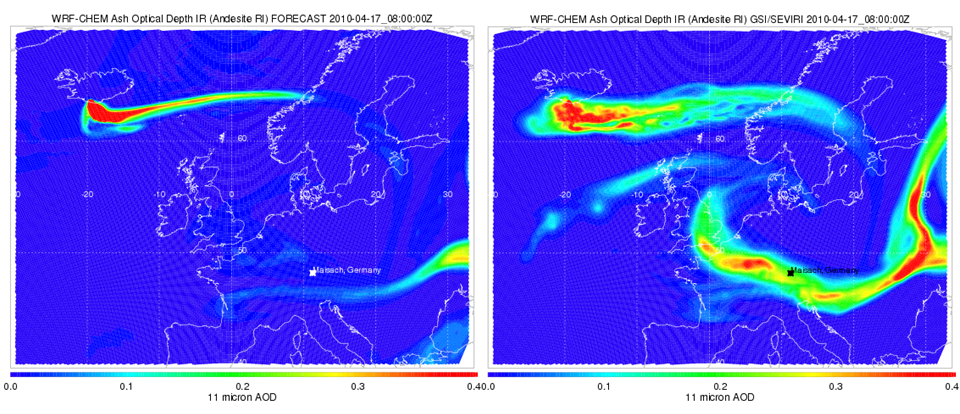 WRF-CHEM Ash Optical Depth IR (Andesite RI) FORECAST 2010-04-17_08:00:00Z
60
-20 -10 0 10 20 30
50
Maisach, Germany
0.0 0.1 0.2 0.3 0.4
11 micron AOD
WRF-CHEM Ash Optical Depth IR (Andesite RI) GSI/SEVIRI 2010-04-17_08:00:00Z
60
-20 -10 0 10 20
50
Maisach, Germany
0.0 0.1 0.2 0.3 0.4
11 micron AOD